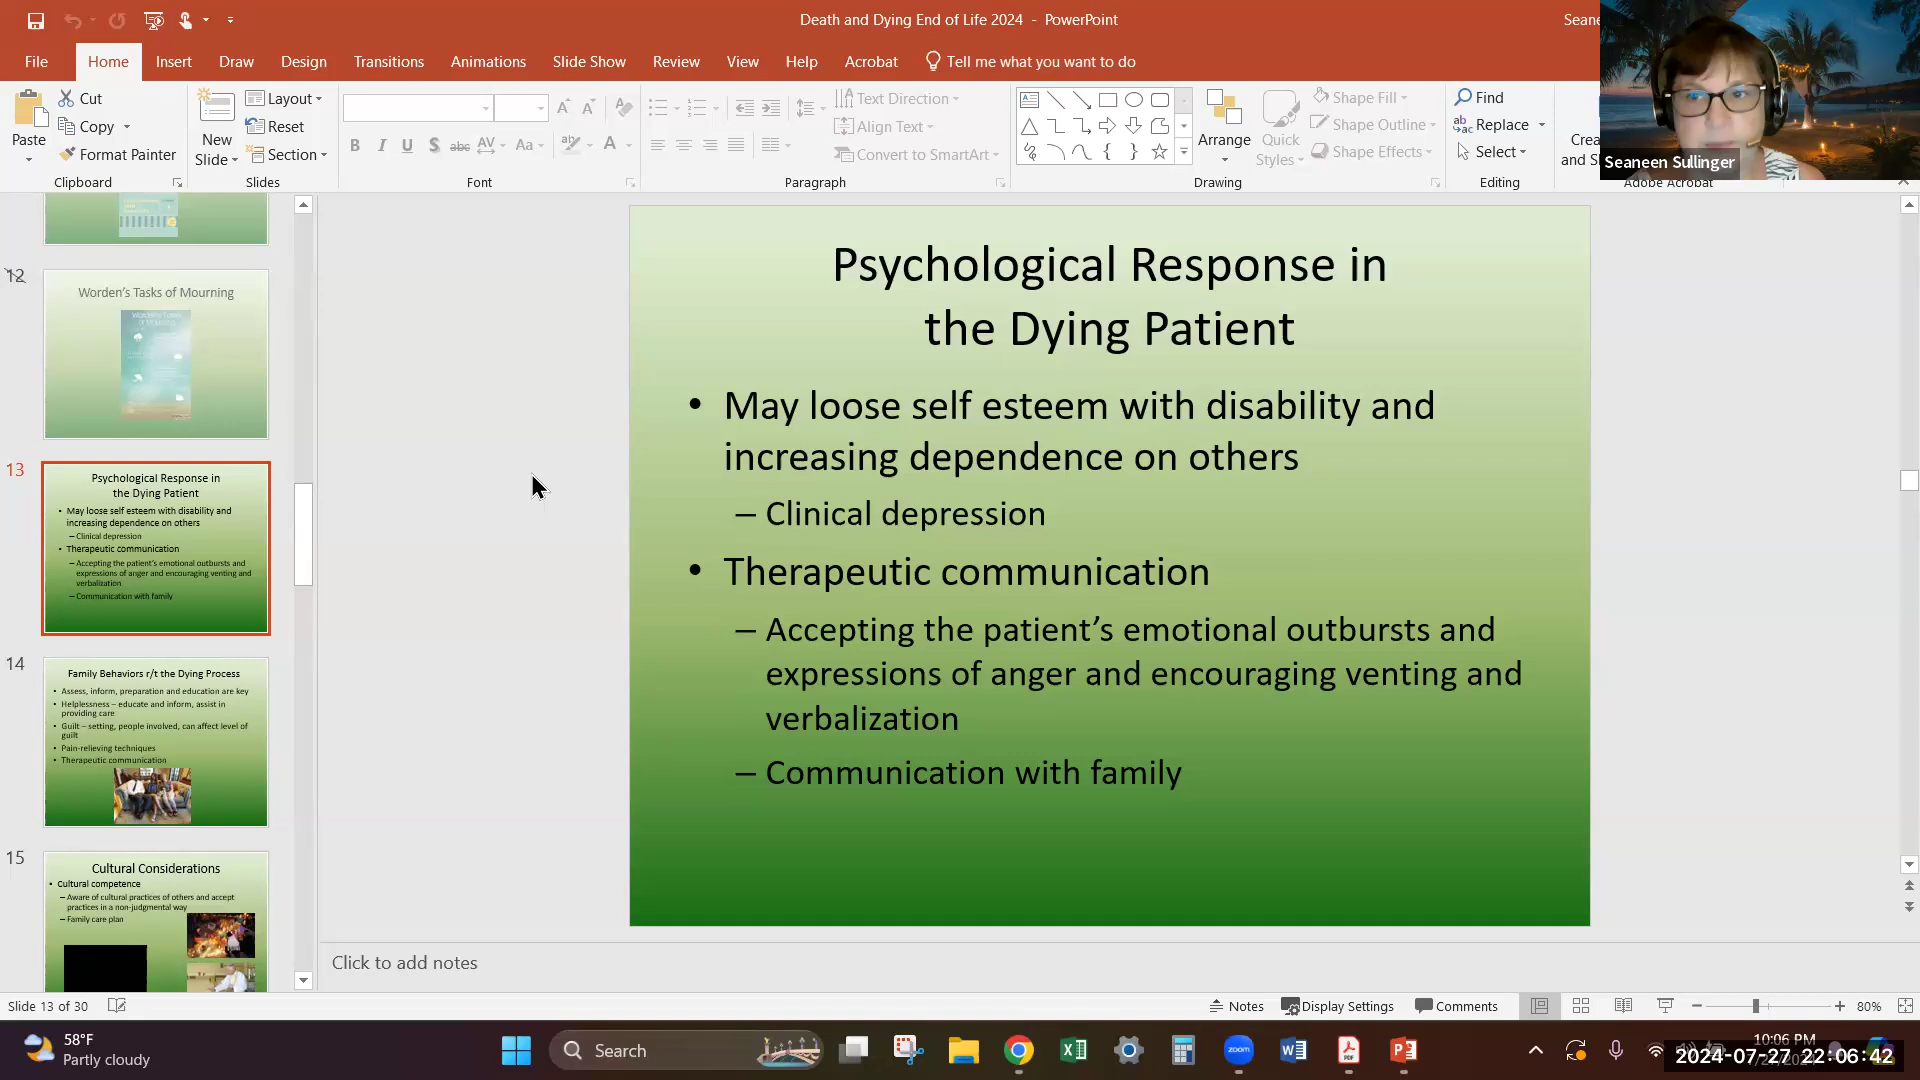 Death and Dying End of Life 2024 - PowerPoint
Seane
File Home Insert Draw Design Transitions Animations Slide Show Review View Help Acrobat Tell me what you want to do
Paste
Cut
Copy
Format Painter
Clipboard
New Slide
Layout
Reset
Section
Slides
Font
Text Direction
Align Text
Convert to SmartArt
Paragraph
Arrange
Quick Styles
Shape Fill
Shape Outline
Shape Effects
Drawing
Find
Replace
Select
Editing
Crea
and S
Adobe Acrobat
Seaneen Sullinger
12
Worden's Tasks of Mourning
13
Psychological Response in
the Dying Patient
• May loose self esteem with disability and
increasing dependence on others
– Clinical depression
• Therapeutic communication
– Accepting the patient's emotional outbursts and
expressions of anger and encouraging venting and
verbalization
– Communication with family
14
Family Behaviors r/t the Dying Process
• Assess, inform, preparation and education are key
• Helplessness – educate and inform, assist in
providing care
• Guilt – setting, people involved, can affect level of
guilt
• Pain-relieving techniques
• Therapeutic communication
15
Cultural Considerations
• Cultural competence
– Aware of cultural practices of others and accept
practices in a non-judgmental way
– Family care plan
Psychological Response in
the Dying Patient
• May loose self esteem with disability and
increasing dependence on others
– Clinical depression
• Therapeutic communication
– Accepting the patient's emotional outbursts and
expressions of anger and encouraging venting and
verbalization
– Communication with family
Click to add notes
Slide 13 of 30
Notes Display Settings Comments 80%
58°F
Partly cloudy
Search
zoom
10:06 PM
2024-07-27 22:06:42